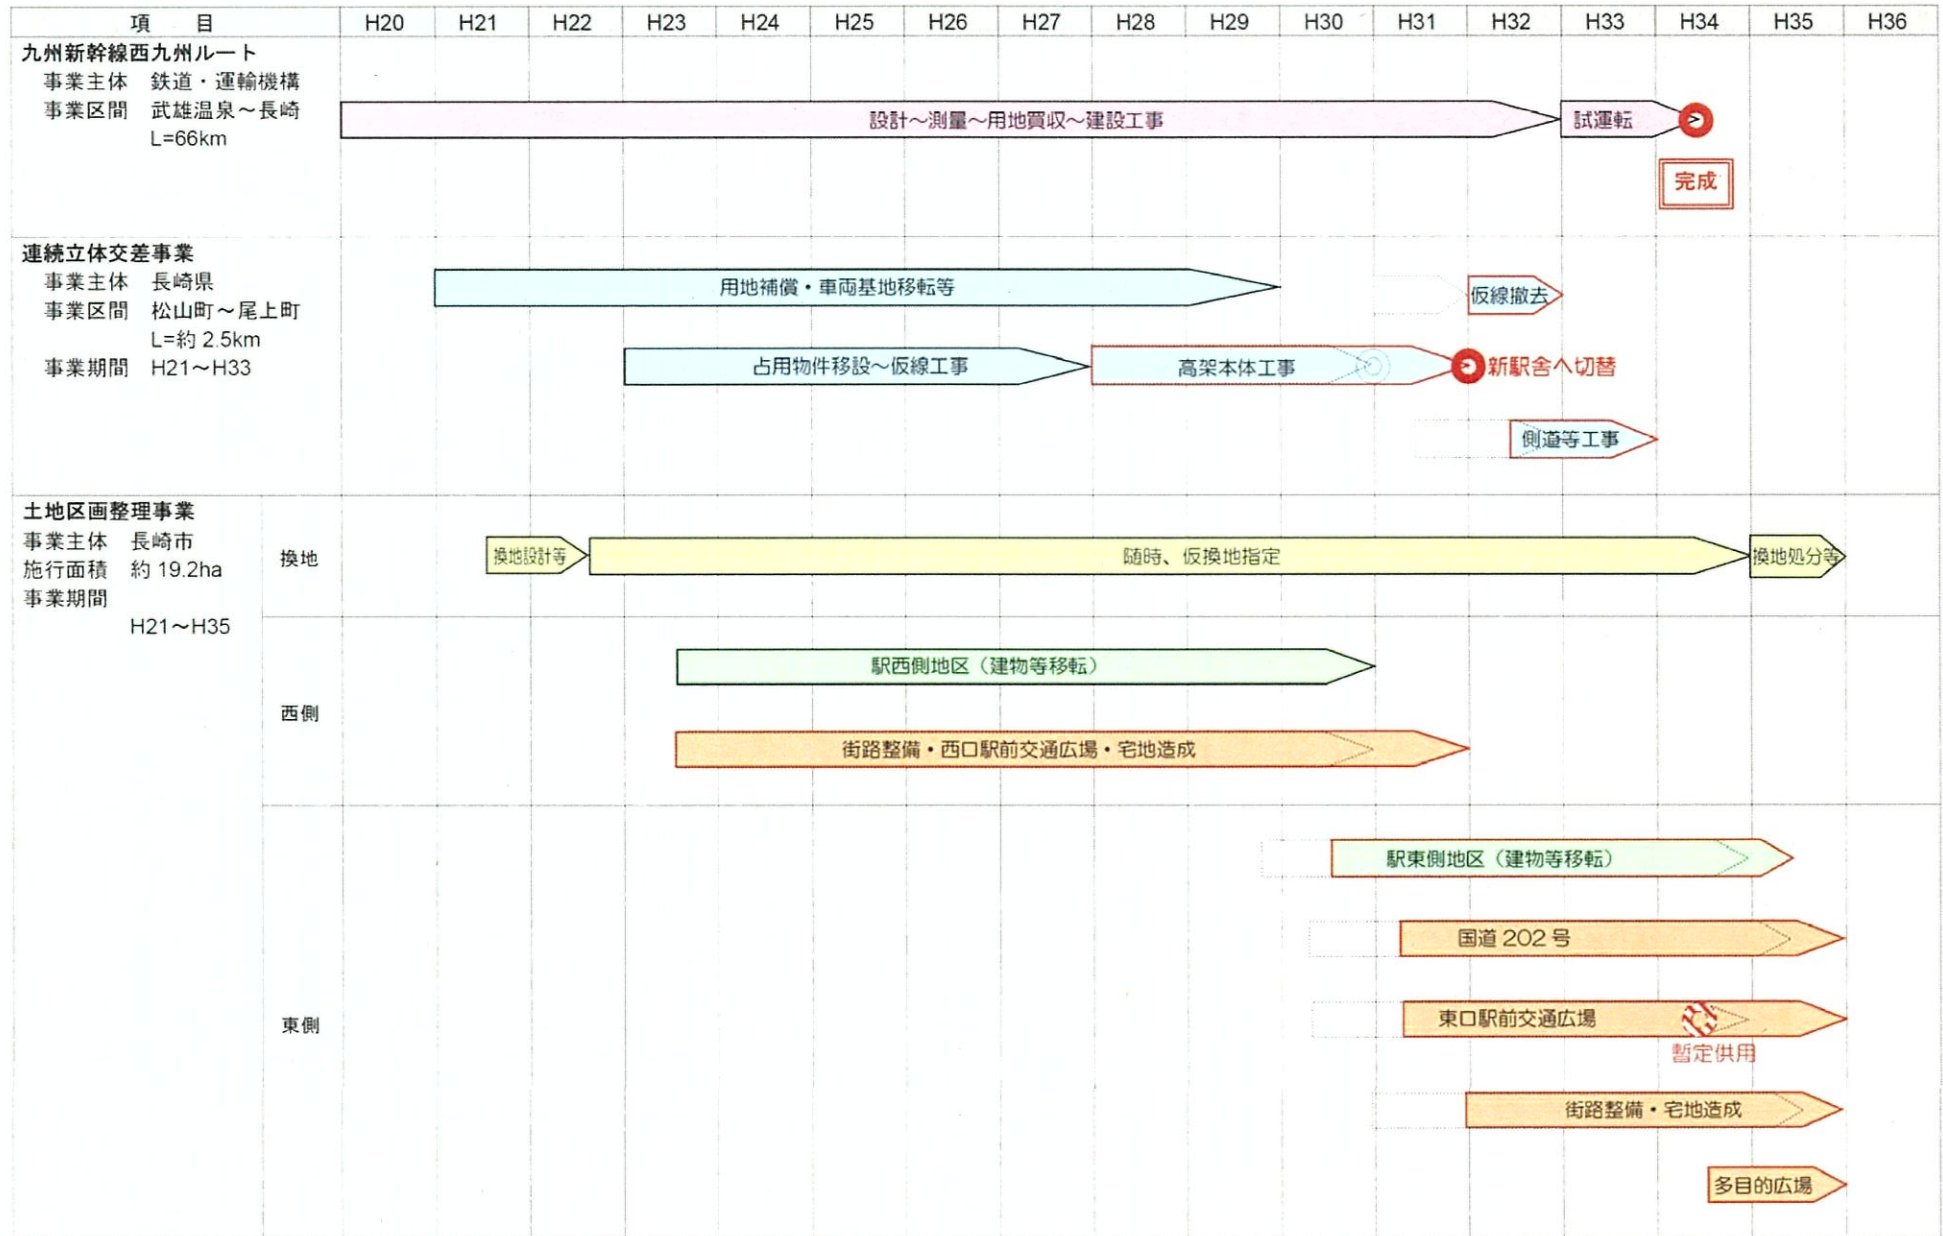 項 目 H20 H21 H22 H23 H24 H25 H26 H27 H28 H29 H30 H31 H32 H33 H34 H35 H36
九州新幹線西九州ルート
事業主体 鉄道・運輸機構
事業区間 武雄温泉～長崎
L=66km
設計～測量～用地買収～建設工事
試運転
完成
連続立体交差事業
事業主体 長崎県
事業区間 松山町～尾上町
L=約 2.5km
事業期間 H21～H33
用地補償・車両基地移転等
仮線撤去
占用物件移設～仮線工事
高架本体工事
新駅舎へ切替
側道等工事
土地区画整理事業
事業主体 長崎市
施行面積 約 19.2ha
事業期間
H21～H35
換地
換地設計等
随時、仮換地指定
換地処分等
西側
駅西側地区（建物等移転）
街路整備・西口駅前交通広場・宅地造成
東側
駅東側地区（建物等移転）
国道 202 号
東口駅前交通広場
暫定供用
街路整備・宅地造成
多目的広場